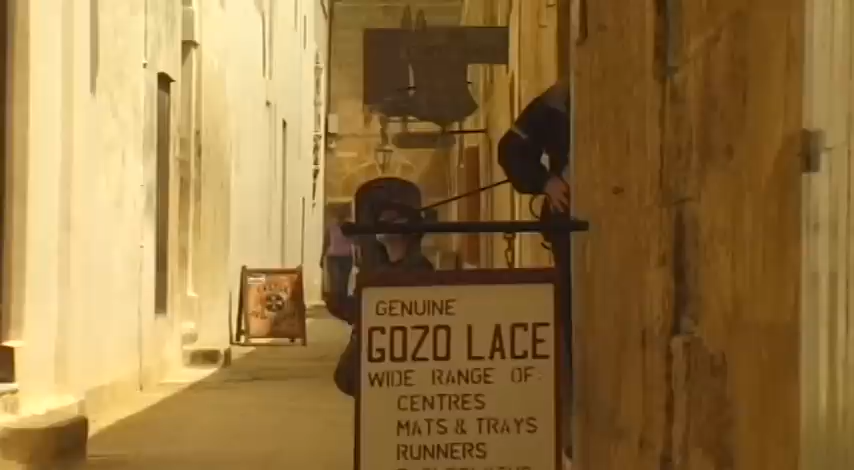 GENUINE
GOZO LACE
WIDE RANGE OF:
CENTRES
MATS & TRAYS
RUNNERS